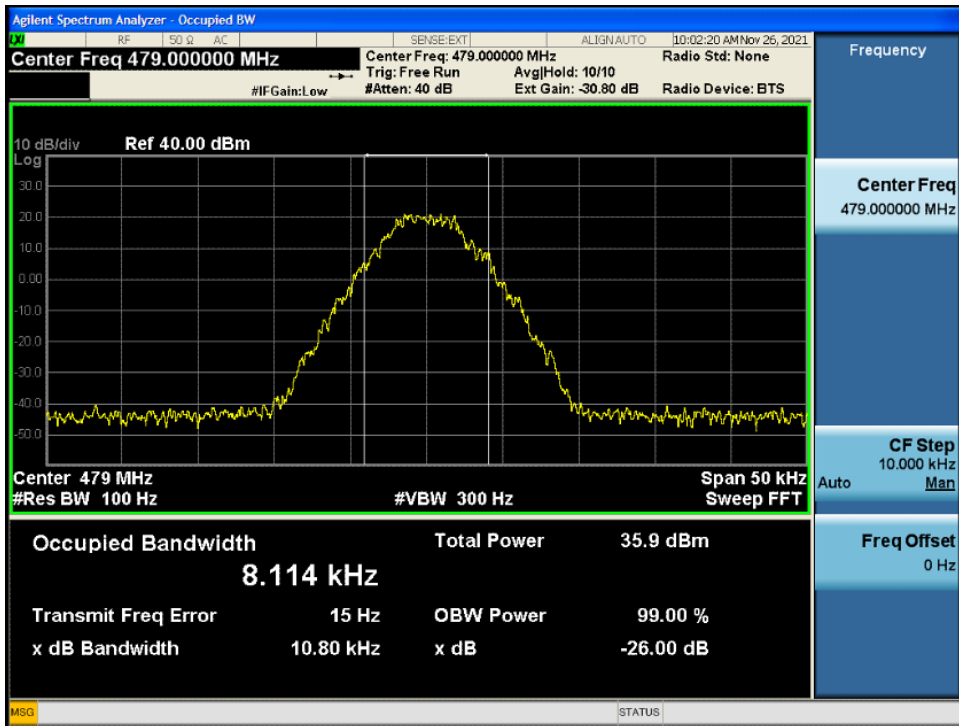 Agilent Spectrum Analyzer - Occupied BW
LXI RF 50 Ω AC SENSE:EXT ALIGN AUTO 10:02:20 AM Nov 26, 2021
Center Freq 479.000000 MHz
Center Freq: 479.000000 MHz Radio Std: None
Trig: Free Run Avg|Hold: 10/10
#IFGain:Low #Atten: 40 dB Ext Gain: -30.80 dB Radio Device: BTS
10 dB/div Ref 40.00 dBm
Log
30.0
20.0
10.0
0.00
-10.0
-20.0
-30.0
-40.0
-50.0
Center 479 MHz Span 50 kHz
#Res BW 100 Hz #VBW 300 Hz Sweep FFT
Occupied Bandwidth Total Power 35.9 dBm
8.114 kHz
Transmit Freq Error 15 Hz OBW Power 99.00 %
x dB Bandwidth 10.80 kHz x dB -26.00 dB
Frequency
Center Freq
479.000000 MHz
CF Step
10.000 kHz
Auto Man
Freq Offset
0 Hz
MSG STATUS